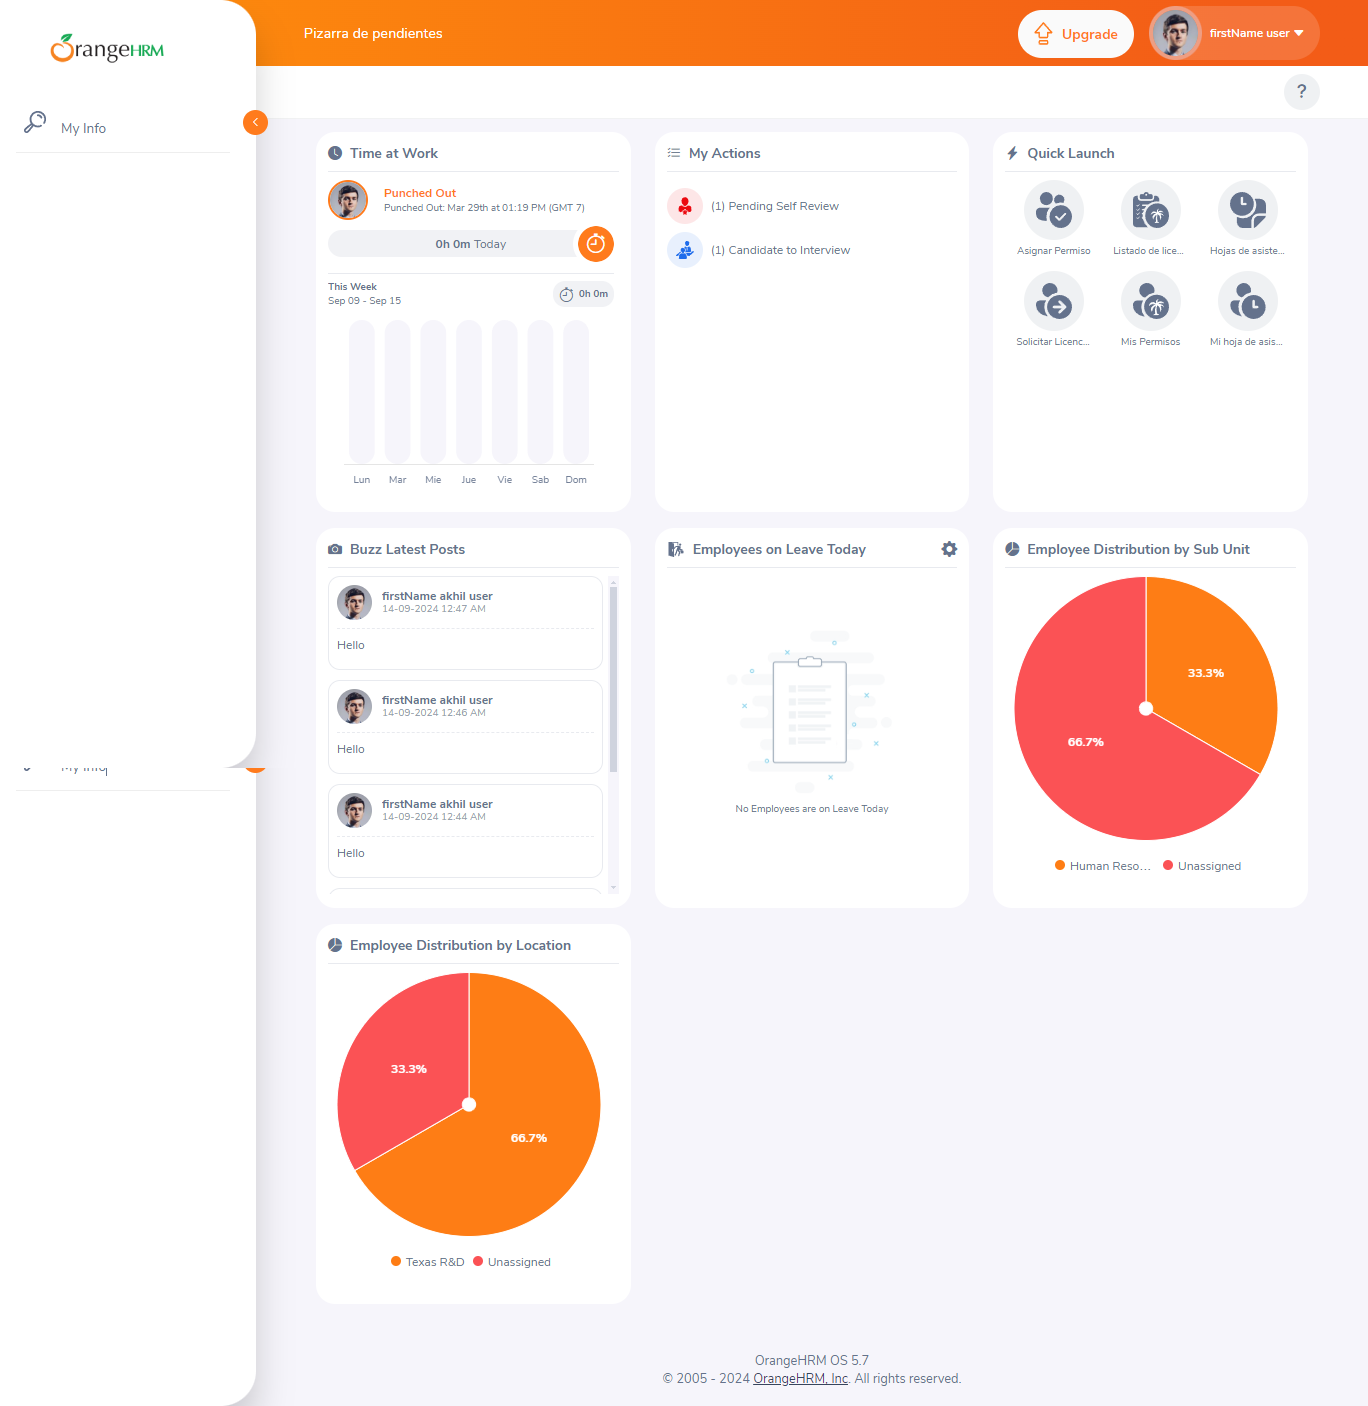 OrangeHRM
Pizarra de pendientes
Upgrade
firstName user
My Info
?
Time at Work
Punched Out
Punched Out: Mar 29th at 01:19 PM (GMT 7)
0h 0m Today
This Week
Sep 09 - Sep 15
0h 0m
Lun Mar Mie Jue Vie Sab Dom
My Actions
(1) Pending Self Review
(1) Candidate to Interview
Quick Launch
Asignar Permiso
Listado de lice...
Hojas de asiste...
Solicitar Licenc...
Mis Permisos
Mi hoja de asis...
Buzz Latest Posts
firstName akhil user
14-09-2024 12:47 AM
Hello
firstName akhil user
14-09-2024 12:46 AM
Hello
firstName akhil user
14-09-2024 12:44 AM
Hello
Employees on Leave Today
No Employees are on Leave Today
Employee Distribution by Sub Unit
33.3%
66.7%
Human Reso...
Unassigned
My Info
Employee Distribution by Location
33.3%
66.7%
Texas R&D
Unassigned
OrangeHRM OS 5.7
© 2005 - 2024 OrangeHRM, Inc. All rights reserved.